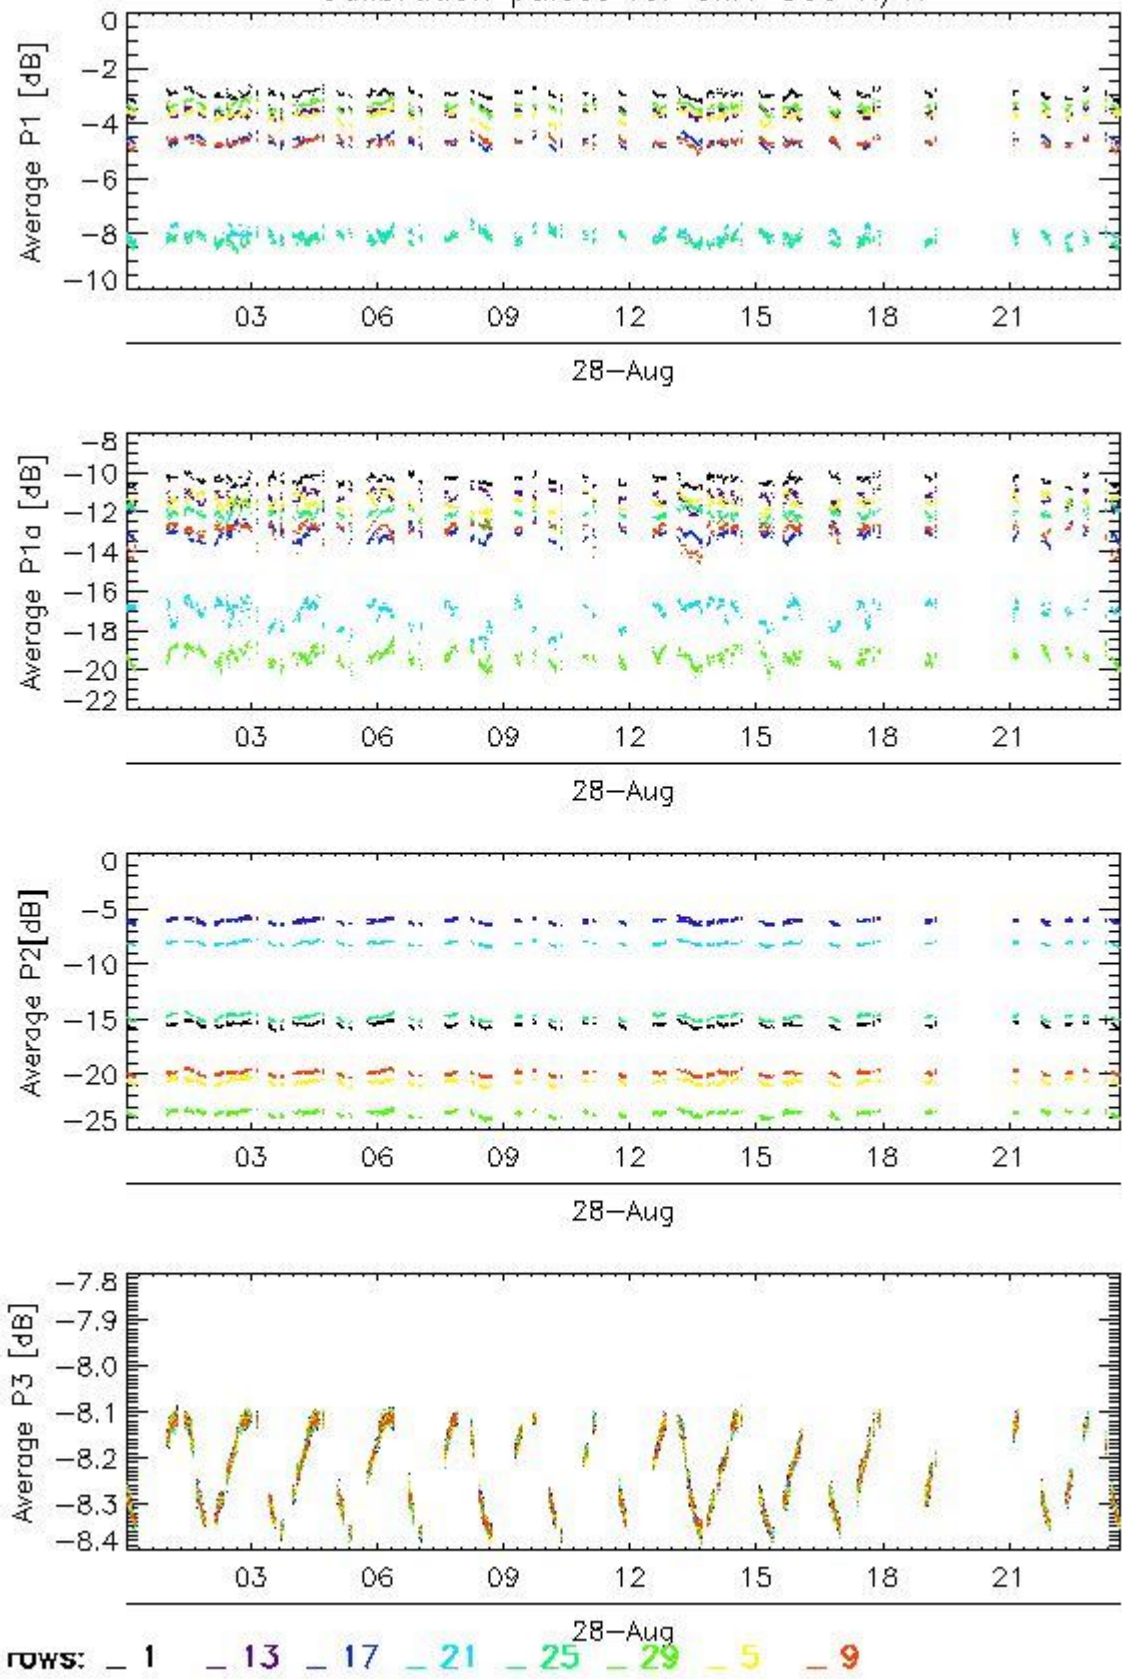 0
-2
-4
-6
-8
-10
Average P1 [dB]
03 06 09 12 15 18 21
28-Aug
-8
-10
-12
-14
-16
-18
-20
-22
Average P1a [dB]
03 06 09 12 15 18 21
28-Aug
0
-5
-10
-15
-20
-25
Average P2[dB]
03 06 09 12 15 18 21
28-Aug
-7.8
-7.9
-8.0
-8.1
-8.2
-8.3
-8.4
Average P3 [dB]
03 06 09 12 15 18 21
28-Aug
rows: _ 1 _ 13 _ 17 _ 21 _ 25 _ 29 _ 5 _ 9